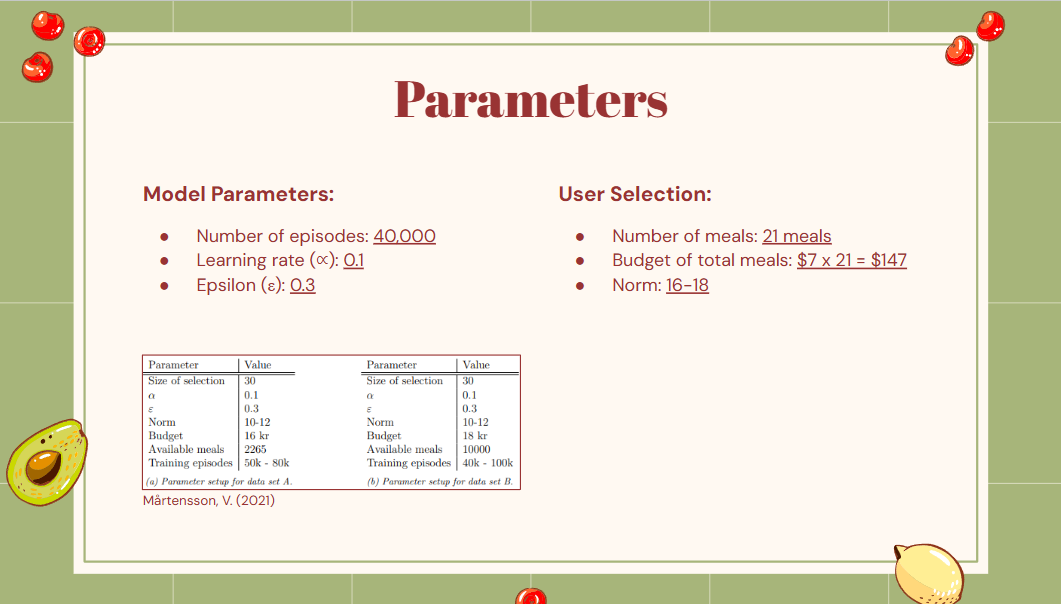 Parameters
Model Parameters:
● Number of episodes: 40,000
● Learning rate (∝): 0.1
● Epsilon (ε): 0.3
User Selection:
● Number of meals: 21 meals
● Budget of total meals: $7 x 21 = $147
● Norm: 16-18
Parameter Value
Size of selection 30
α 0.1
ε 0.3
Norm 10-12
Budget 16 kr
Available meals 2265
Training episodes 50k - 80k
(a) Parameter setup for data set A.
Parameter Value
Size of selection 30
α 0.1
ε 0.3
Norm 10-12
Budget 18 kr
Available meals 10000
Training episodes 40k - 100k
(b) Parameter setup for data set B.
Mårtensson, V. (2021)